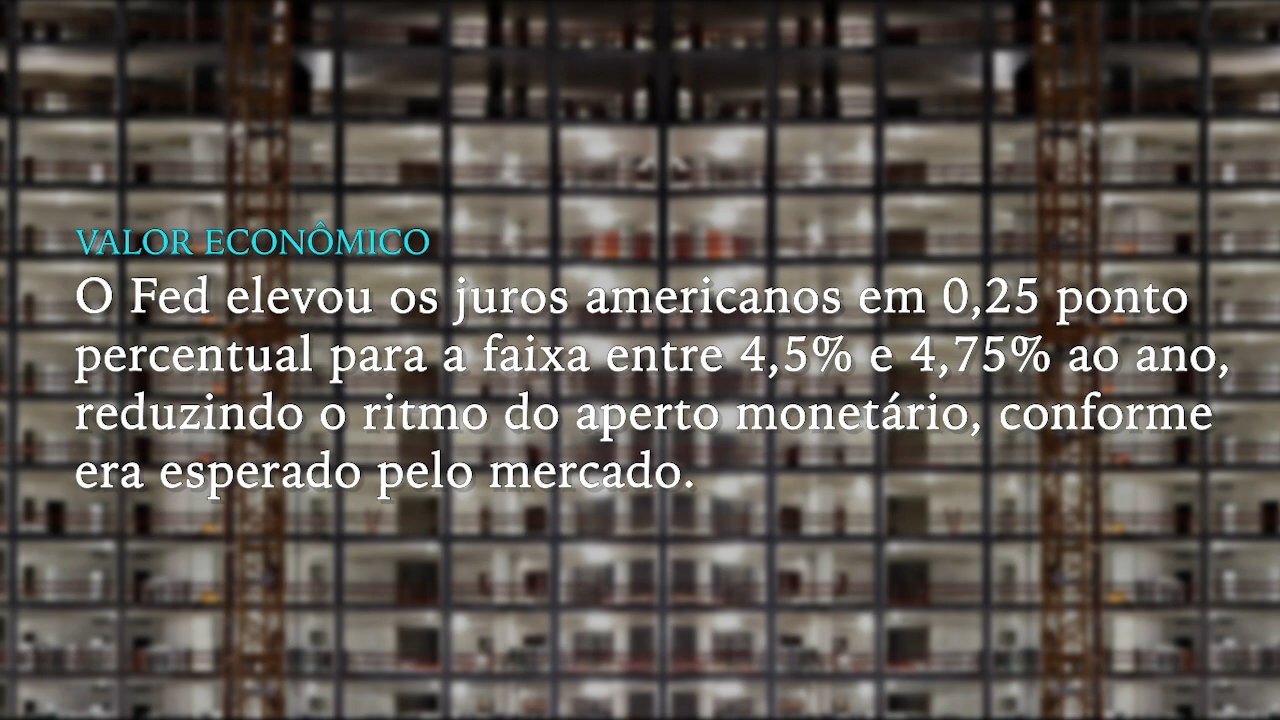 VALOR ECONÔMICO
O Fed elevou os juros americanos em 0,25 ponto
percentual para a faixa entre 4,5% e 4,75% ao ano,
reduzindo o ritmo do aperto monetário, conforme
era esperado pelo mercado.